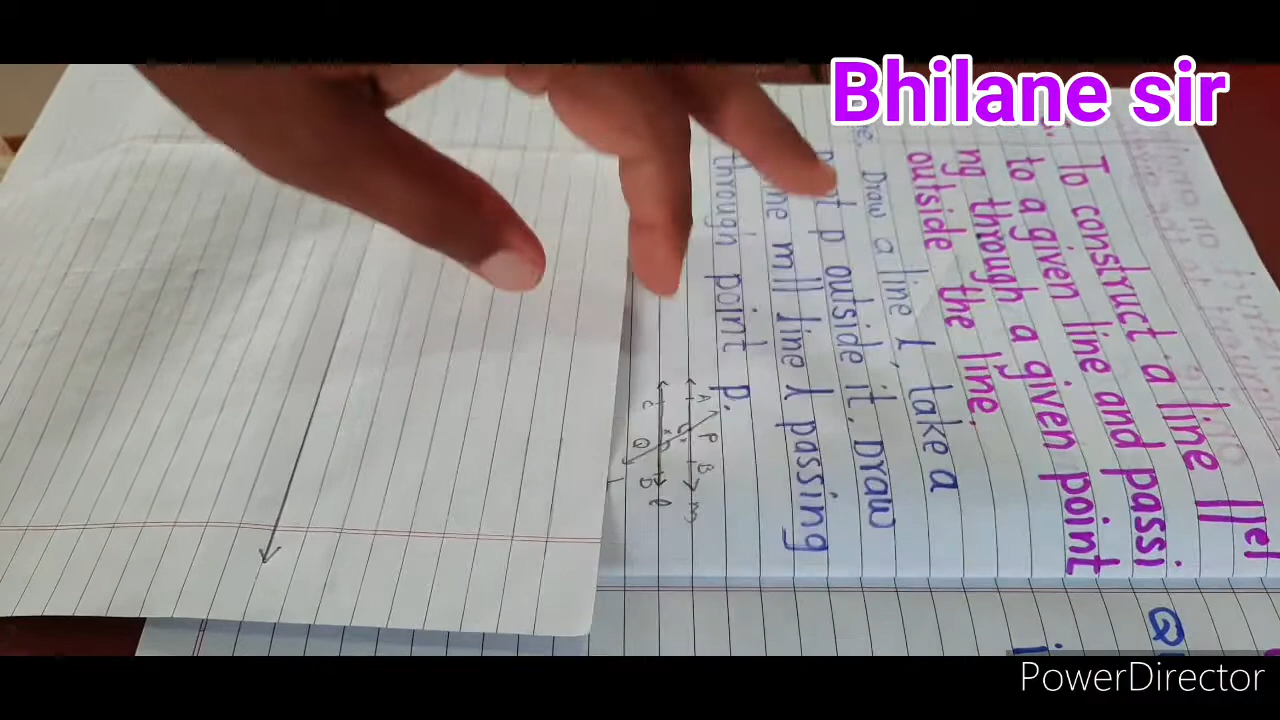 Bhilane sir
To construct a line ||el
to a given line and passi
ng through a given point
outside the line.
Draw a line l, take a
p outside it. Draw
line m || line l passing
through point p.
A P B m
C Q D l
PowerDirector